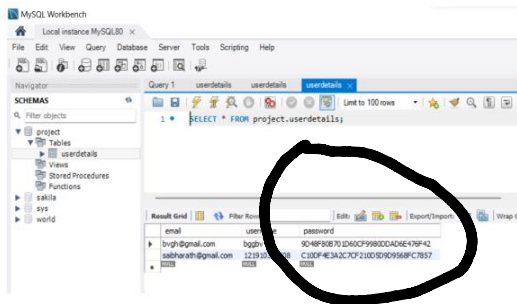 MySQL Workbench
Local instance MySQL80 ×
File Edit View Query Database Server Tools Scripting Help
Navigator
Query 1 userdetails userdetails userdetails ×
SCHEMAS
Filter objects
Limit to 100 rows
project
1 SELECT * FROM project.userdetails;
Tables
userdetails
Views
Stored Procedures
Functions
sakila
sys
world
Result Grid Filter Rows Edit: Export/Import: Wrap C
email password
bvgh@gmail.com
saibharath@gmail.com
NULL NULL NULL